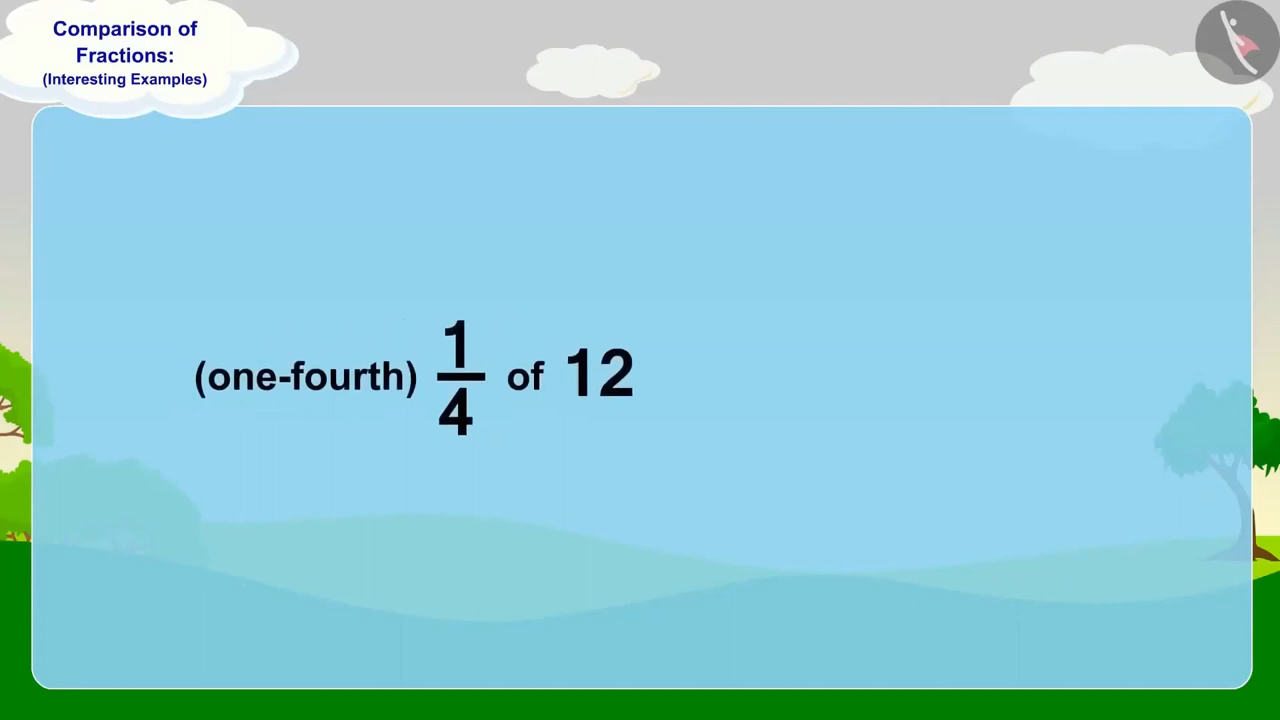 Comparison of
Fractions:
(Interesting Examples)
(one-fourth) 1/4 of 12